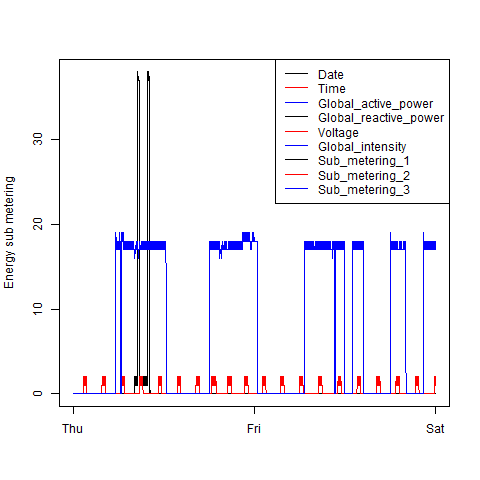 Date
Time
Global_active_power
Global_reactive_power
Voltage
Global_intensity
Sub_metering_1
Sub_metering_2
Sub_metering_3
Energy sub metering
30
20
10
0
Thu
Fri
Sat